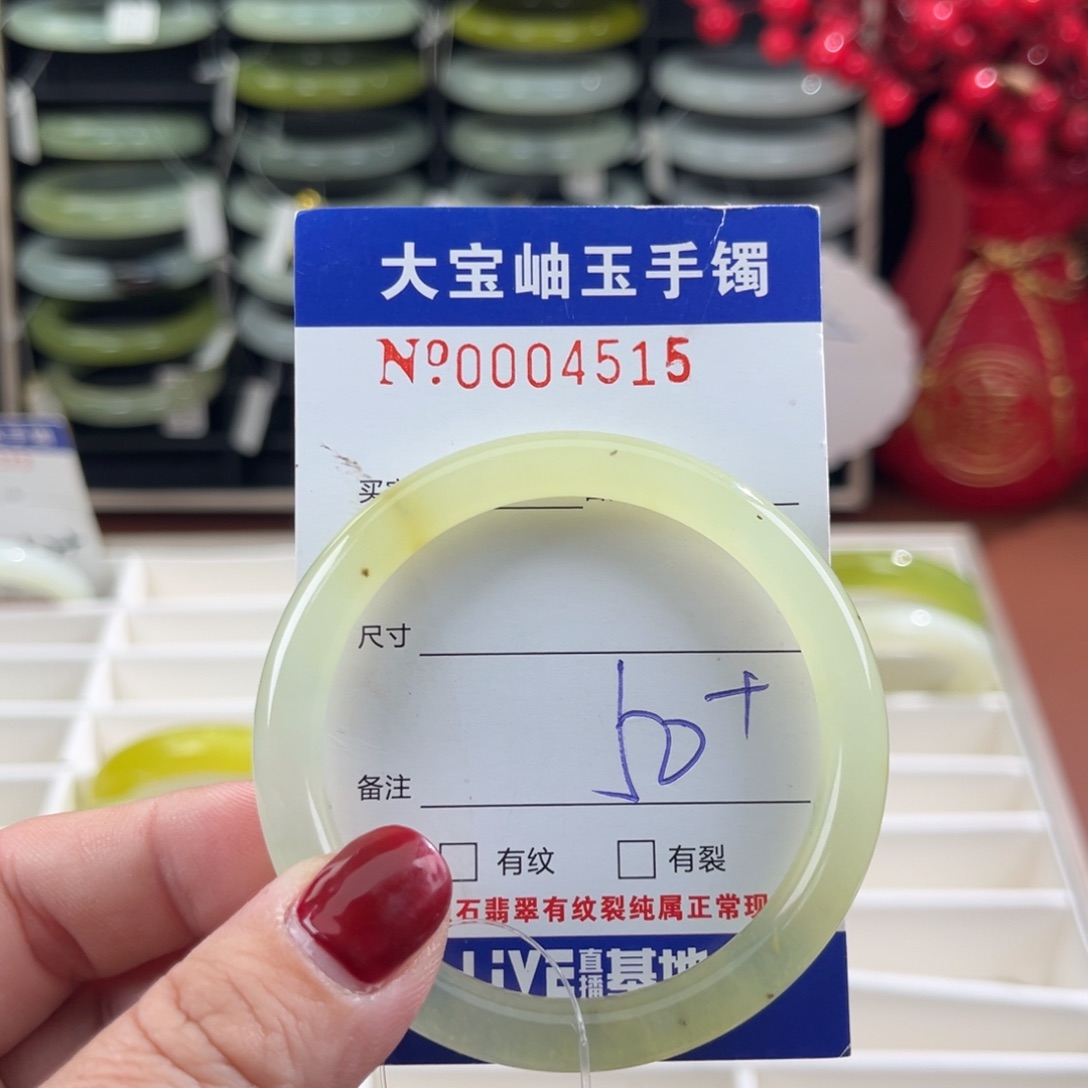 大宝岫玉手镯
Nº0004515
买
尺寸
50+
备注
有纹 有裂
石翡翠有纹裂纯属正常现
LiVE直播基地